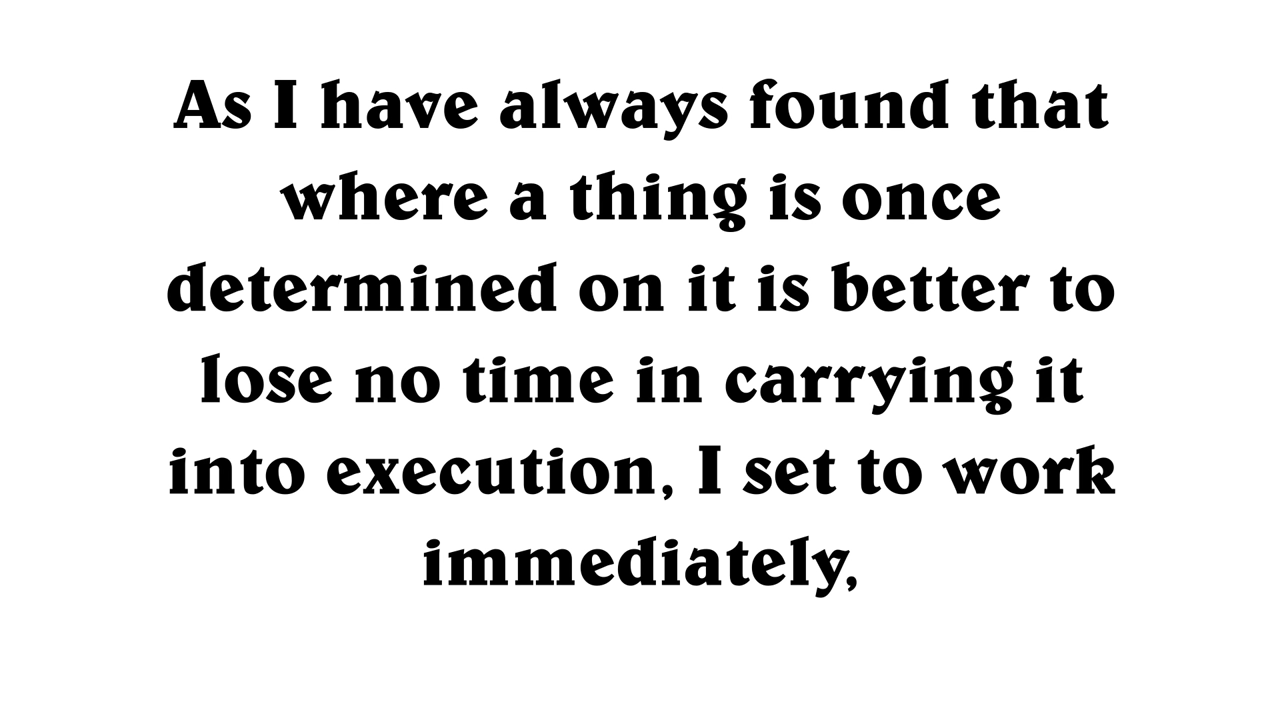 As I have always found that
where a thing is once
determined on it is better to
lose no time in carrying it
into execution, I set to work
immediately,